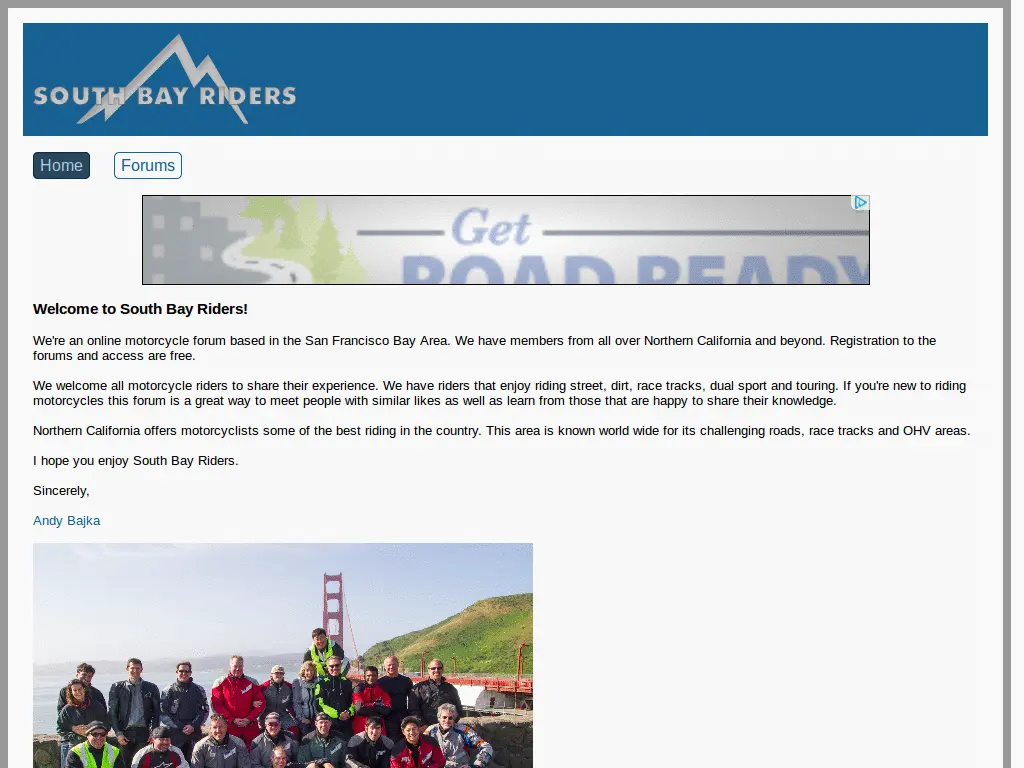 SOUTH BAY RIDERS
Home
Forums
Get
ROAD READY
Welcome to South Bay Riders!
We're an online motorcycle forum based in the San Francisco Bay Area. We have members from all over Northern California and beyond. Registration to the
forums and access are free.
We welcome all motorcycle riders to share their experience. We have riders that enjoy riding street, dirt, race tracks, dual sport and touring. If you're new to riding
motorcycles this forum is a great way to meet people with similar likes as well as learn from those that are happy to share their knowledge.
Northern California offers motorcyclists some of the best riding in the country. This area is known world wide for its challenging roads, race tracks and OHV areas.
I hope you enjoy South Bay Riders.
Sincerely,
Andy Bajka